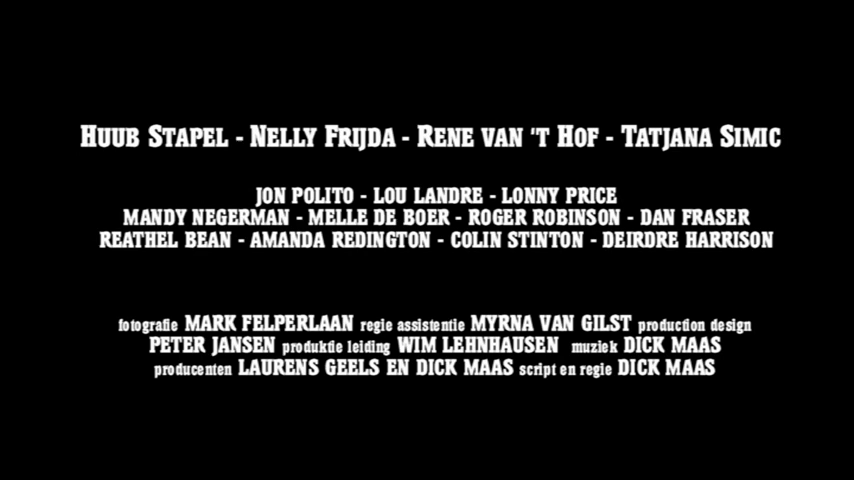 HUUB STAPEL - NELLY FRIJDA - RENE VAN 'T HOF - TATJANA SIMIC
JON POLITO - LOU LANDRE - LONNY PRICE
MANDY NEGERMAN - MELLE DE BOER - ROGER ROBINSON - DAN FRASER
REATHEL BEAN - AMANDA REDINGTON - COLIN STINTON - DEIRDRE HARRISON
fotografie MARK FELPERLAAN regie assistentie MYRNA VAN GILST production design
PETER JANSEN produktie leiding WIM LEHNHAUSEN muziek DICK MAAS
producenten LAURENS GEELS EN DICK MAAS script en regie DICK MAAS